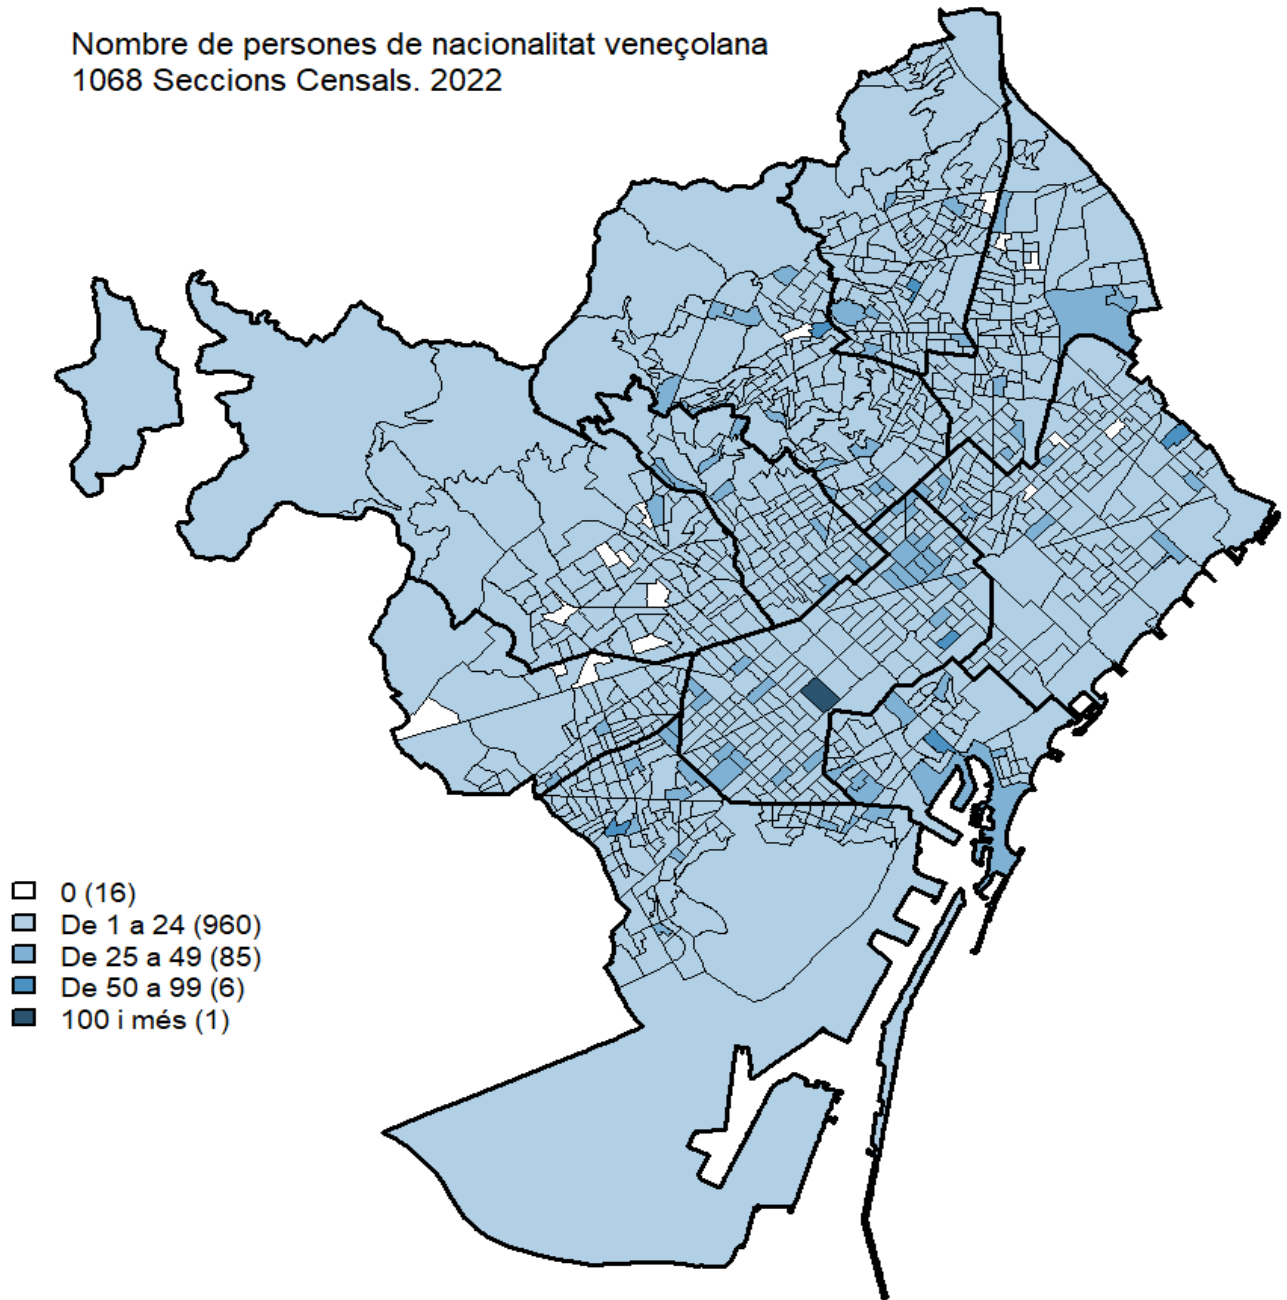 Nombre de persones de nacionalitat veneçolana
1068 Seccions Censals. 2022
0 (16)
De 1 a 24 (960)
De 25 a 49 (85)
De 50 a 99 (6)
100 i més (1)